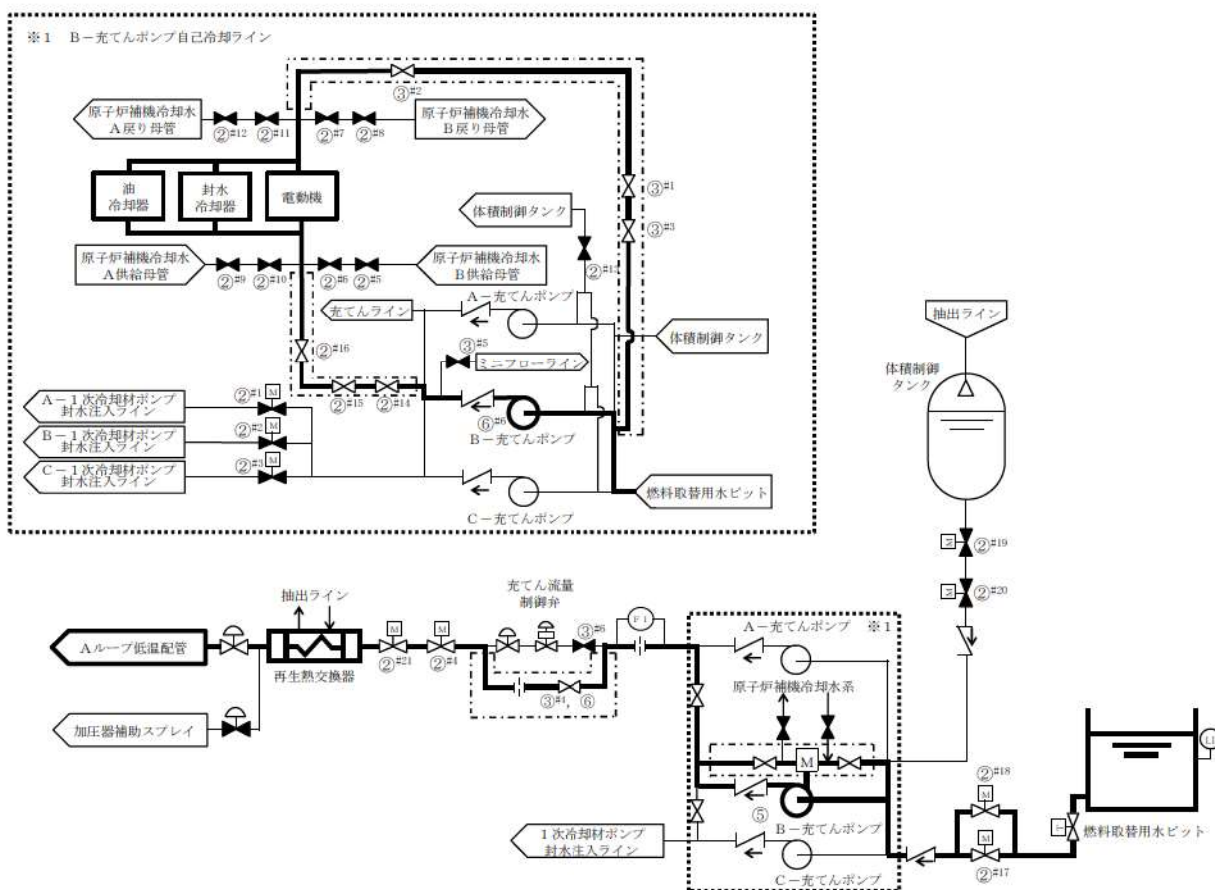 ※1 B－充てんポンプ自己冷却ライン
③#2
原子炉補機冷却水
A戻り母管
②#12
②#11
②#7
②#8
原子炉補機冷却水
B戻り母管
油
冷却器
封水
冷却器
電動機
③#1
③#3
体積制御タンク
②#13
原子炉補機冷却水
A供給母管
②#9
②#10
②#6
②#5
原子炉補機冷却水
B供給母管
A－充てんポンプ
充てんライン
体積制御タンク
②#16
③#5
ミニフローライン
②#15
②#14
⑥#6
B－充てんポンプ
A－1次冷却材ポンプ
封水注入ライン
②#1
M
B－1次冷却材ポンプ
封水注入ライン
②#2
M
C－1次冷却材ポンプ
封水注入ライン
②#3
M
C－充てんポンプ
燃料取替用水ピット
抽出ライン
体積制御
タンク
M
②#19
M
②#20
抽出ライン
充てん流量
制御弁
③#6
FI
A－充てんポンプ
※1
Aループ低温配管
再生熱交換器
M
②#21
M
②#4
③#4, ⑥
原子炉補機冷却水系
M
加圧器補助スプレイ
⑤
B－充てんポンプ
1次冷却材ポンプ
封水注入ライン
C－充てんポンプ
②#18
M
M
②#17
T
LI
燃料取替用水ピット